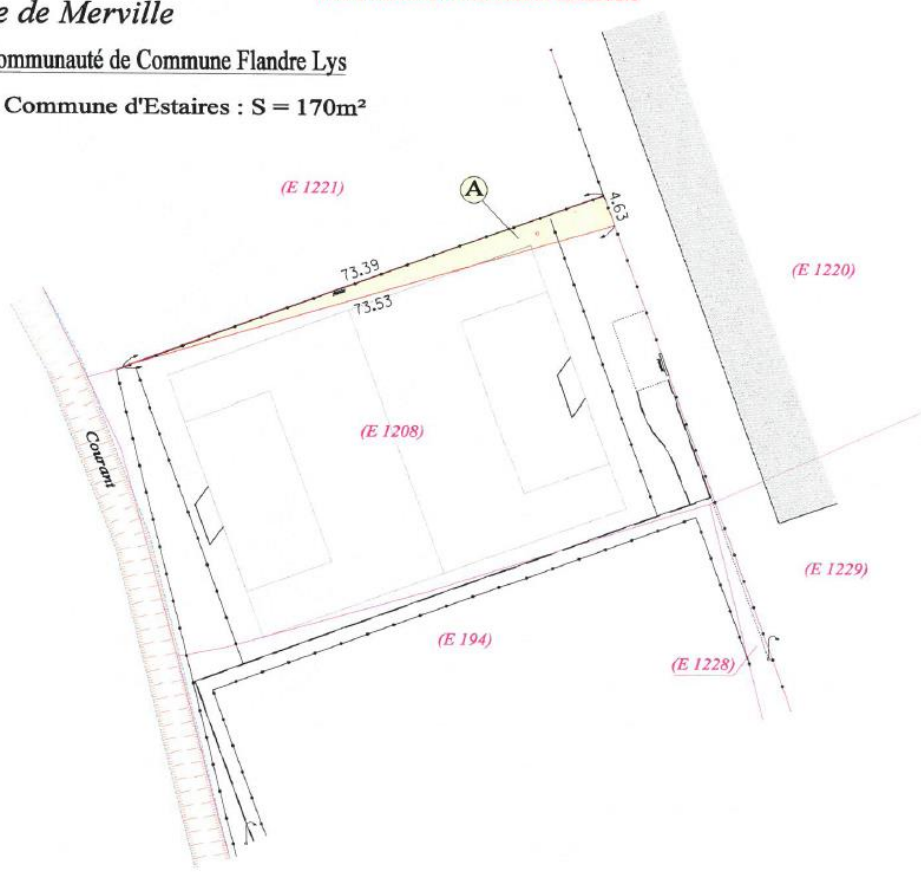 de Merville
Communauté de Commune Flandre Lys
Commune d'Estaires : S = 170m²
(E 1221)
A
4.63
73.39
73.53
(E 1220)
(E 1208)
Courant
(E 1229)
(E 194)
(E 1228)